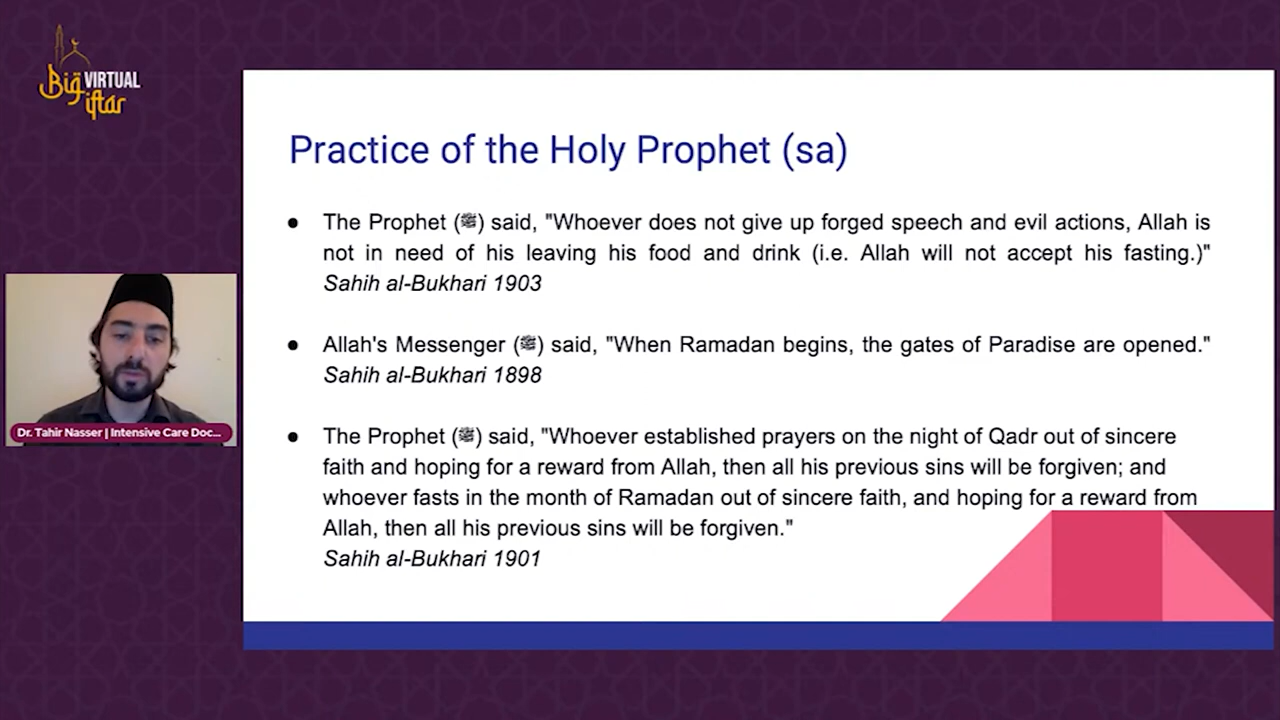 Big VIRTUAL
iftar
Practice of the Holy Prophet (sa)
● The Prophet (ﷺ) said, "Whoever does not give up forged speech and evil actions, Allah is
not in need of his leaving his food and drink (i.e. Allah will not accept his fasting.)"
Sahih al-Bukhari 1903
● Allah's Messenger (ﷺ) said, "When Ramadan begins, the gates of Paradise are opened."
Sahih al-Bukhari 1898
● The Prophet (ﷺ) said, "Whoever established prayers on the night of Qadr out of sincere
faith and hoping for a reward from Allah, then all his previous sins will be forgiven; and
whoever fasts in the month of Ramadan out of sincere faith, and hoping for a reward from
Allah, then all his previous sins will be forgiven."
Sahih al-Bukhari 1901
Dr. Tahir Nasser | Intensive Care Doc...